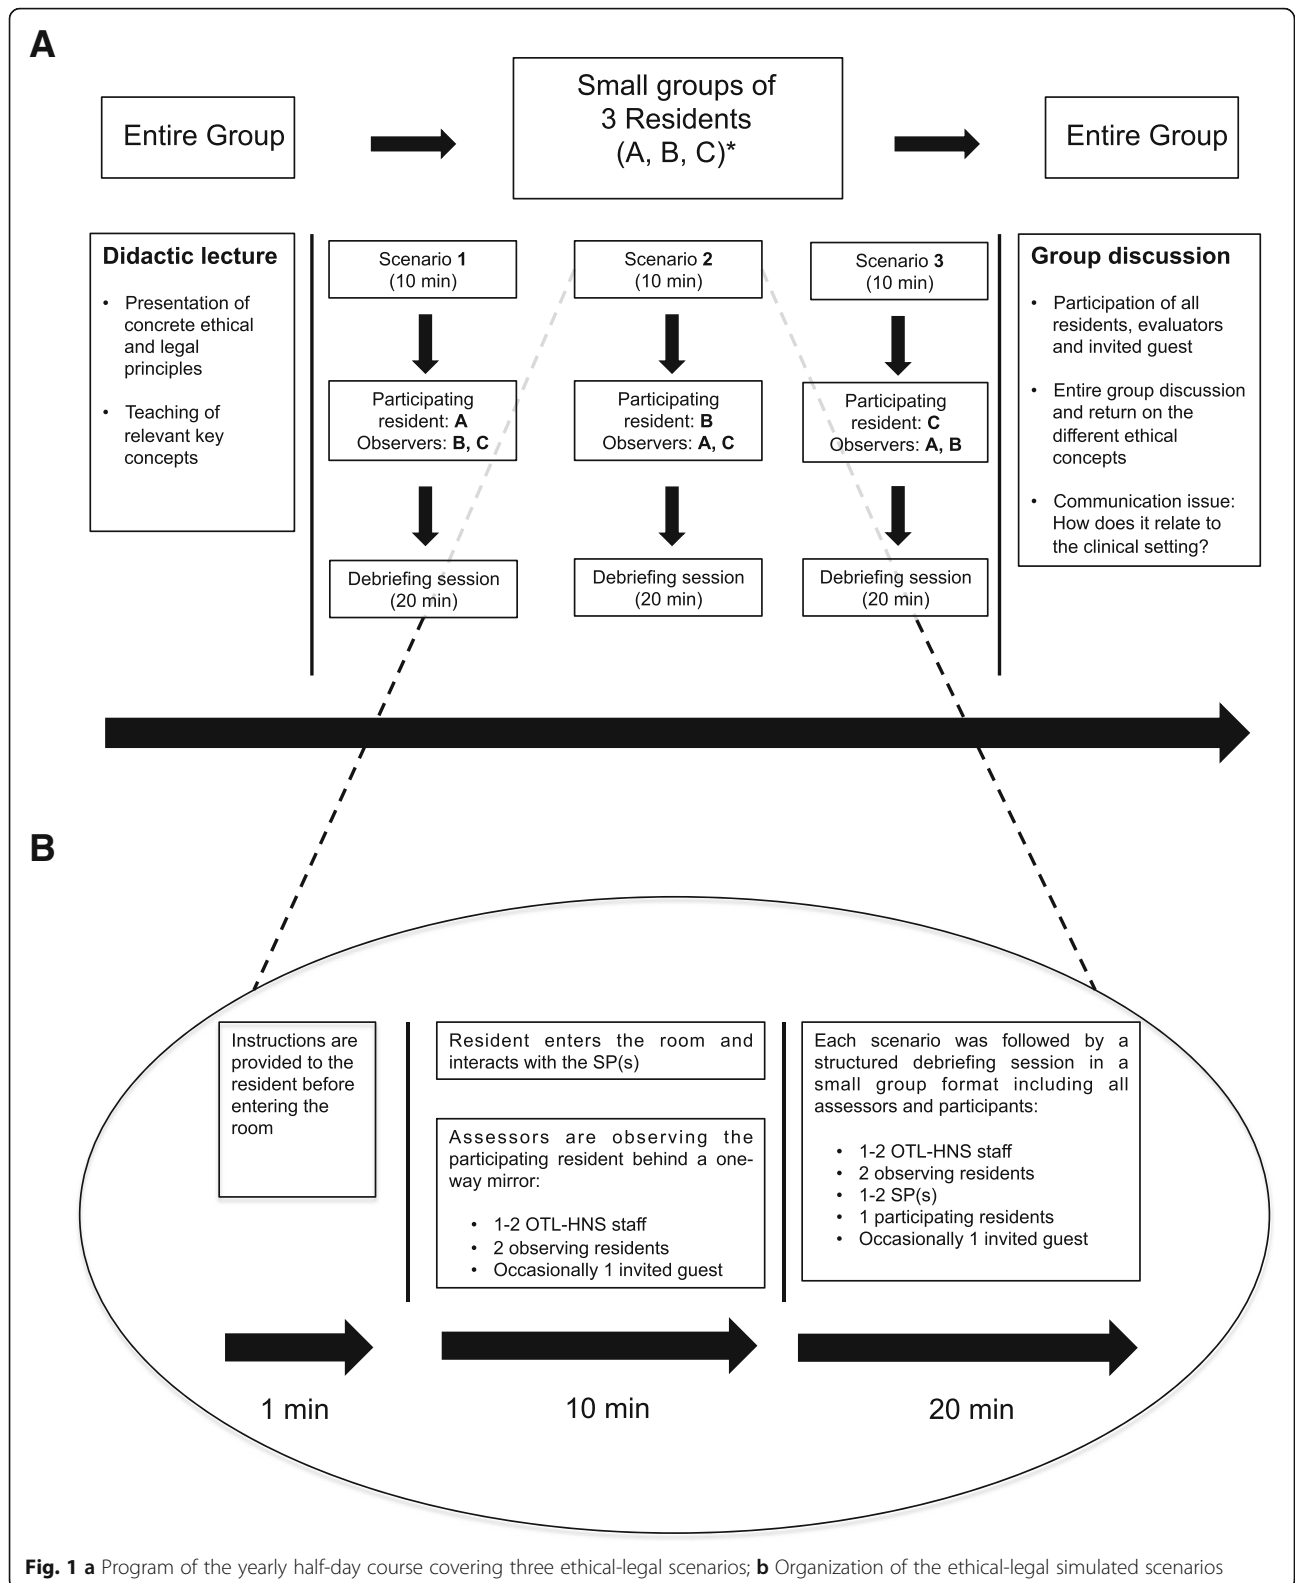 A
Entire Group
Small groups of
3 Residents
(A, B, C)*
Entire Group
Didactic lecture
• Presentation of
concrete ethical
and legal
principles
• Teaching of
relevant key
concepts
Scenario 1
(10 min)
Participating
resident: A
Observers: B, C
Debriefing session
(20 min)
Scenario 2
(10 min)
Participating
resident: B
Observers: A, C
Debriefing session
(20 min)
Scenario 3
(10 min)
Participating
resident: C
Observers: A, B
Debriefing session
(20 min)
Group discussion
• Participation of all
residents, evaluators
and invited guest
• Entire group discussion
and return on the
different ethical
concepts
• Communication issue:
How does it relate to
the clinical setting?
B
Instructions are
provided to the
resident before
entering the
room
Resident enters the room and
interacts with the SP(s)
Assessors are observing the
participating resident behind a one-
way mirror:
• 1-2 OTL-HNS staff
• 2 observing residents
• Occasionally 1 invited guest
Each scenario was followed by a
structured debriefing session in a
small group format including all
assessors and participants:
• 1-2 OTL-HNS staff
• 2 observing residents
• 1-2 SP(s)
• 1 participating residents
• Occasionally 1 invited guest
1 min
10 min
20 min
Fig. 1 a Program of the yearly half-day course covering three ethical-legal scenarios; b Organization of the ethical-legal simulated scenarios